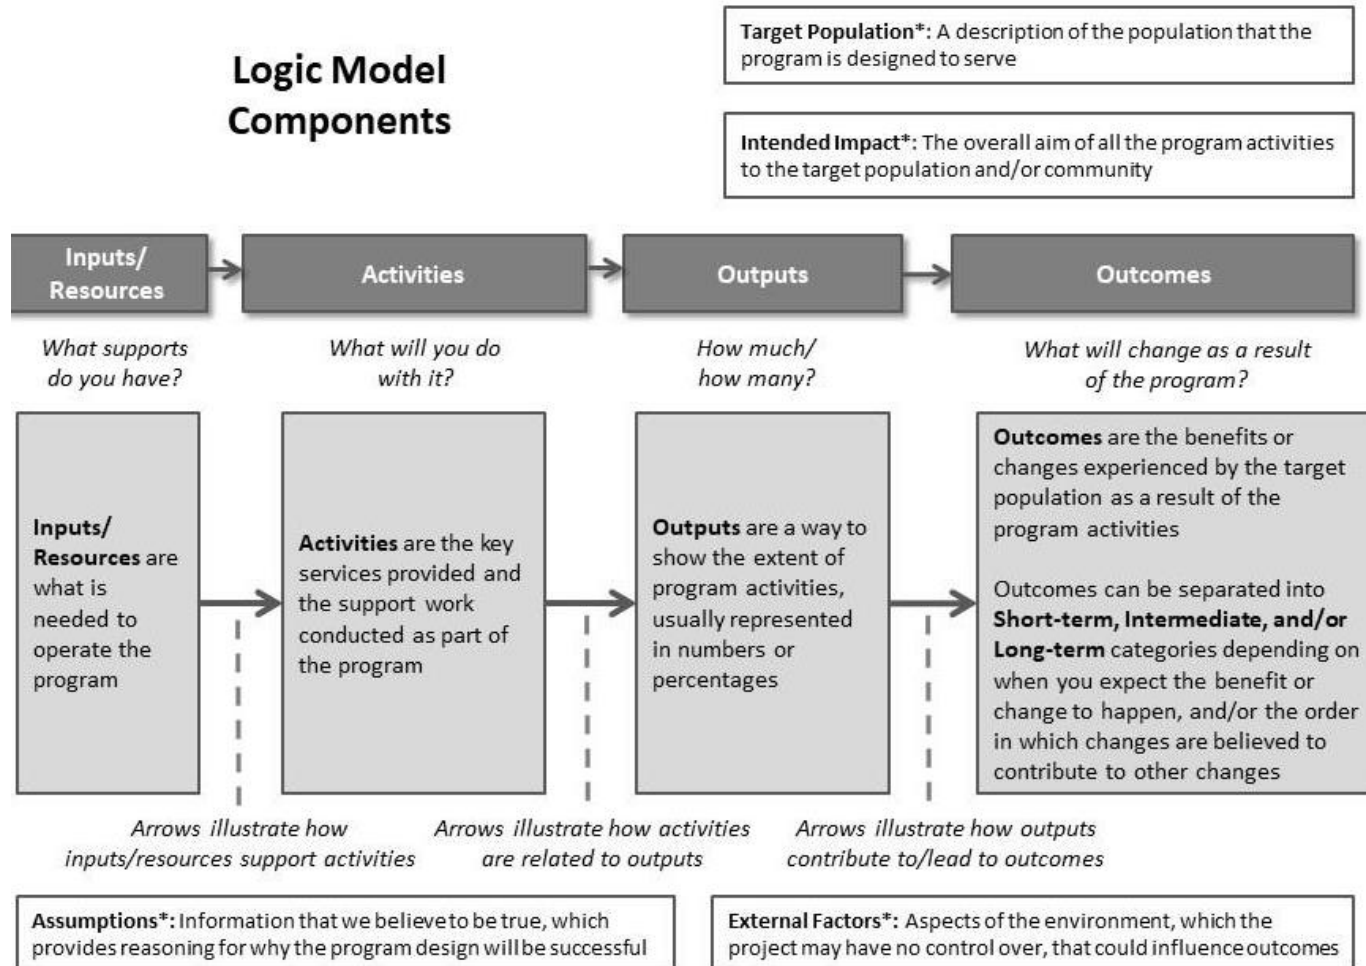 Logic Model
Components
Target Population*: A description of the population that the
program is designed to serve
Intended Impact*: The overall aim of all the program activities
to the target population and/or community
Inputs/
Resources
Activities
Outputs
Outcomes
What supports
do you have?
What will you do
with it?
How much/
how many?
What will change as a result
of the program?
Inputs/
Resources are
what is
needed to
operate the
program
Activities are the key
services provided and
the support work
conducted as part of
the program
Outputs are a way to
show the extent of
program activities,
usually represented
in numbers or
percentages
Outcomes are the benefits or
changes experienced by the target
population as a result of the
program activities
Outcomes can be separated into
Short-term, Intermediate, and/or
Long-term categories depending on
when you expect the benefit or
change to happen, and/or the order
in which changes are believed to
contribute to other changes
Arrows illustrate how
inputs/resources support activities
Arrows illustrate how activities
are related to outputs
Arrows illustrate how outputs
contribute to/lead to outcomes
Assumptions*: Information that we believe to be true, which
provides reasoning for why the program design will be successful
External Factors*: Aspects of the environment, which the
project may have no control over, that could influence outcomes